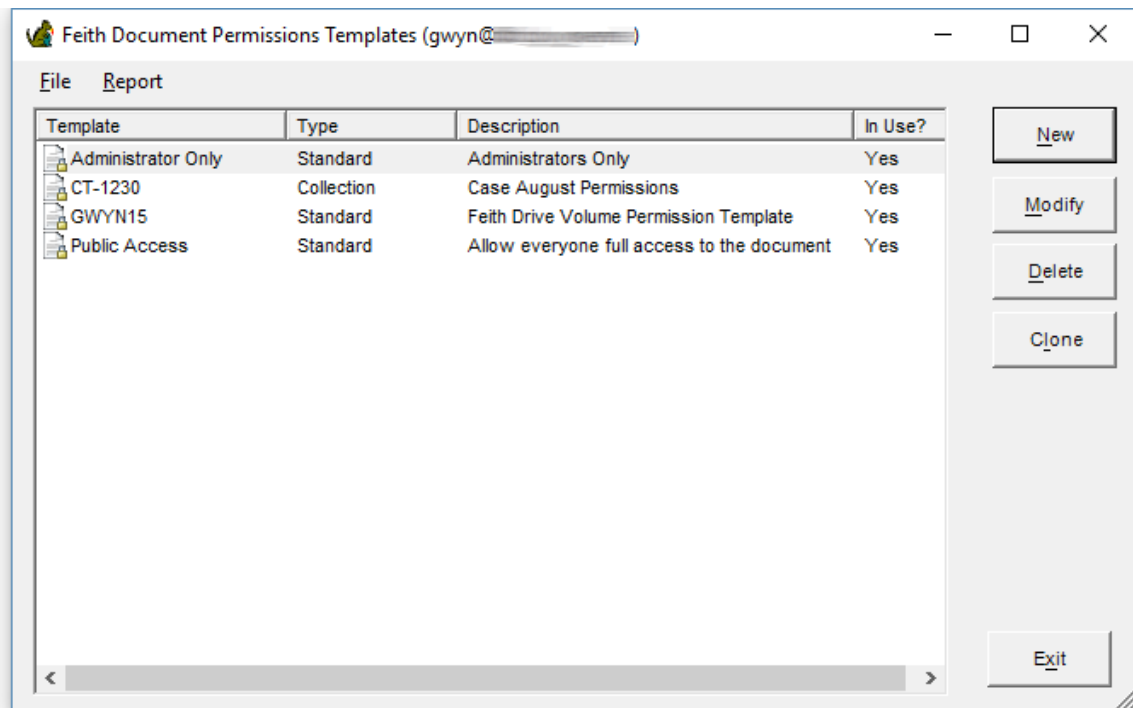 Feith Document Permissions Templates (gwyn@ )
File Report
Template Type Description In Use?
New
Administrator Only Standard Administrators Only Yes
CT-1230 Collection Case August Permissions Yes
Modify
GWYN15 Standard Feith Drive Volume Permission Template Yes
Public Access Standard Allow everyone full access to the document Yes
Delete
Clone
Exit